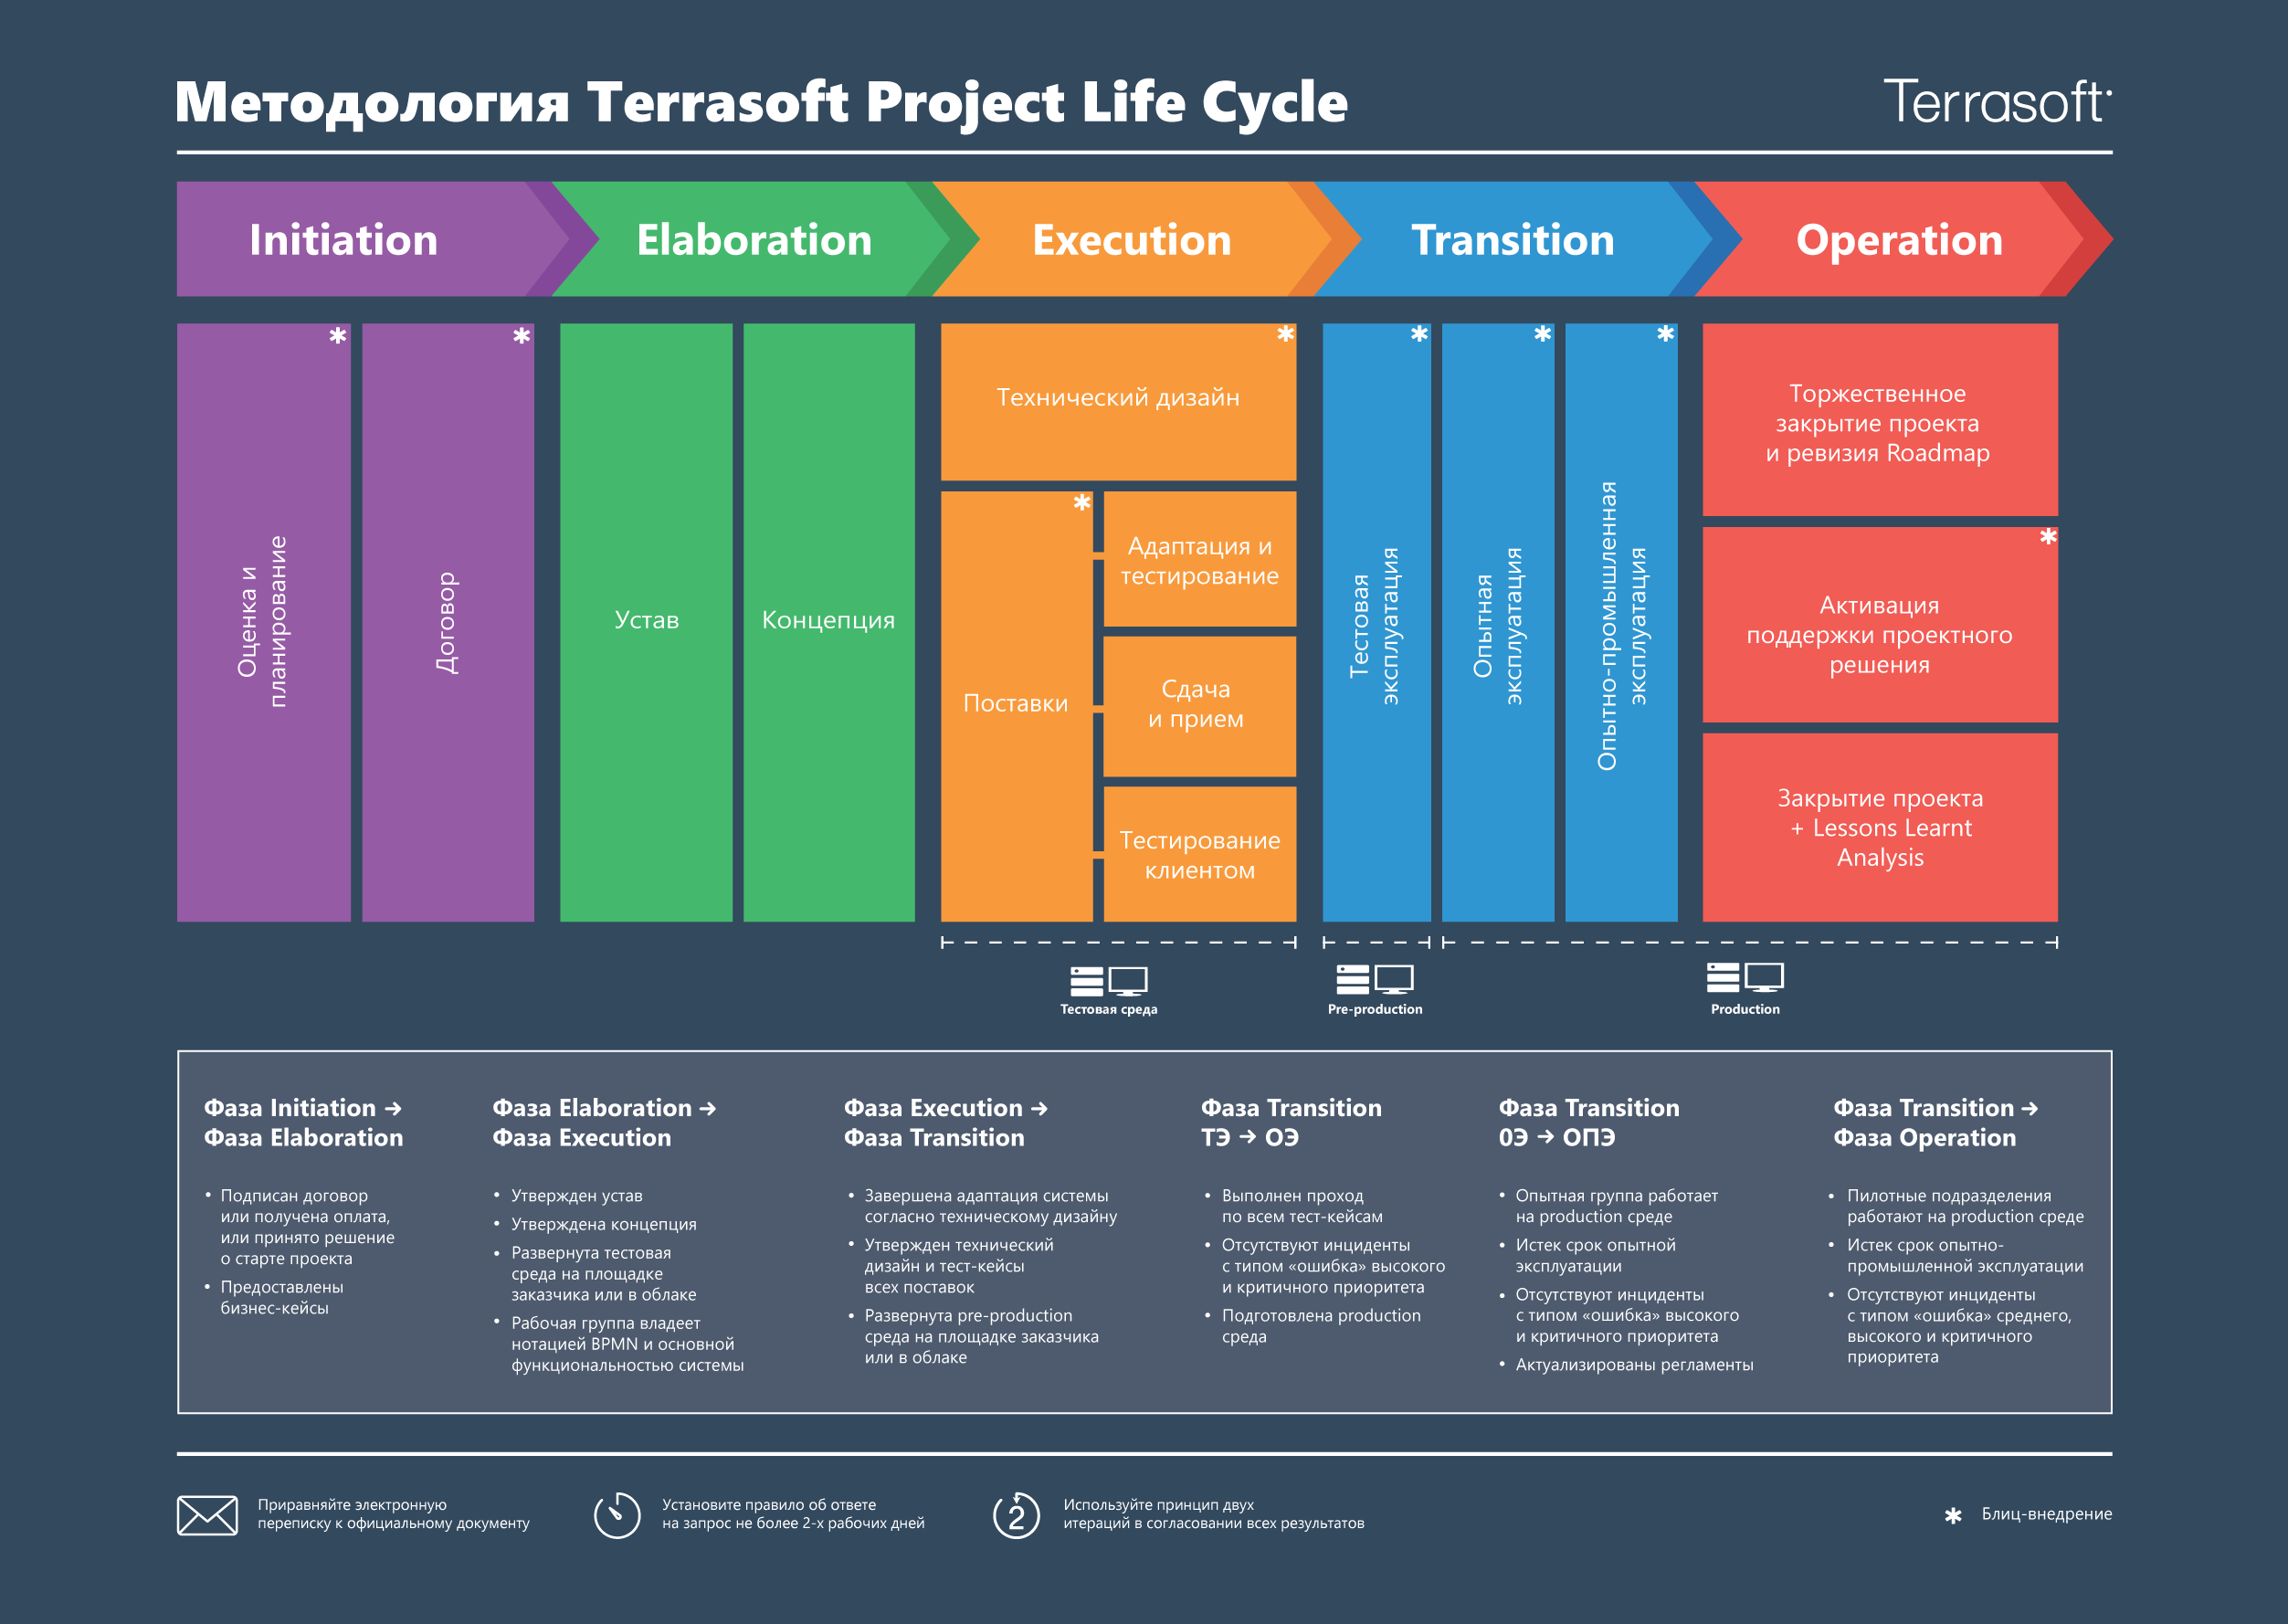 Методология Terrasoft Project Life Cycle
Terrasoft
Initiation
Elaboration
Execution
Transition
Operation
*
Оценка и
планирование
*
Договор
Устав
Концепция
*
Технический дизайн
*
Поставки
Адаптация и
тестирование
Сдача
и прием
Тестирование
клиентом
*
Тестовая
эксплуатация
*
Опытная
эксплуатация
*
Опытно-промышленная
эксплуатация
Торжественное
закрытие проекта
и ревизия Roadmap
*
Активация
поддержки проектного
решения
Закрытие проекта
+ Lessons Learnt
Analysis
Тестовая среда
Pre-production
Production
Фаза Initiation →
Фаза Elaboration
• Подписан договор
или получена оплата,
или принято решение
о старте проекта
• Предоставлены
бизнес-кейсы
Фаза Elaboration →
Фаза Execution
• Утвержден устав
• Утверждена концепция
• Развернута тестовая
среда на площадке
заказчика или в облаке
• Рабочая группа владеет
нотацией BPMN и основной
функциональностью системы
Фаза Execution →
Фаза Transition
• Завершена адаптация системы
согласно техническому дизайну
• Утвержден технический
дизайн и тест-кейсы
всех поставок
• Развернута pre-production
среда на площадке заказчика
или в облаке
Фаза Transition
ТЭ → ОЭ
• Выполнен проход
по всем тест-кейсам
• Отсутствуют инциденты
с типом «ошибка» высокого
и критичного приоритета
• Подготовлена production
среда
Фаза Transition
0Э → ОПЭ
• Опытная группа работает
на production среде
• Истек срок опытной
эксплуатации
• Отсутствуют инциденты
с типом «ошибка» высокого
и критичного приоритета
• Актуализированы регламенты
Фаза Transition →
Фаза Operation
• Пилотные подразделения
работают на production среде
• Истек срок опытно-
промышленной эксплуатации
• Отсутствуют инциденты
с типом «ошибка» среднего,
высокого и критичного
приоритета
Приравняйте электронную
переписку к официальному документу
Установите правило об ответе
на запрос не более 2-х рабочих дней
2
Используйте принцип двух
итераций в согласовании всех результатов
* Блиц-внедрение